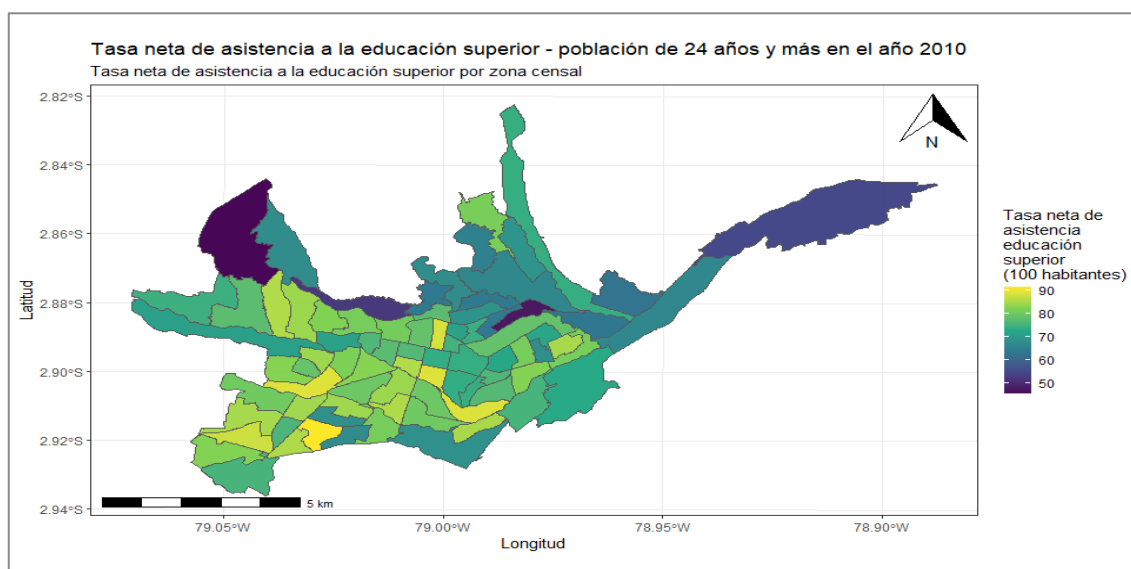 Tasa neta de asistencia a la educación superior - población de 24 años y más en el año 2010
Tasa neta de asistencia a la educación superior por zona censal
2.82°S
2.84°S
2.86°S
2.88°S
2.90°S
2.92°S
2.94°S
Latitud
N
5 km
79.05°W
79.00°W
78.95°W
78.90°W
Longitud
Tasa neta de
asistencia
educación
superior
(100 habitantes)
90
80
70
60
50